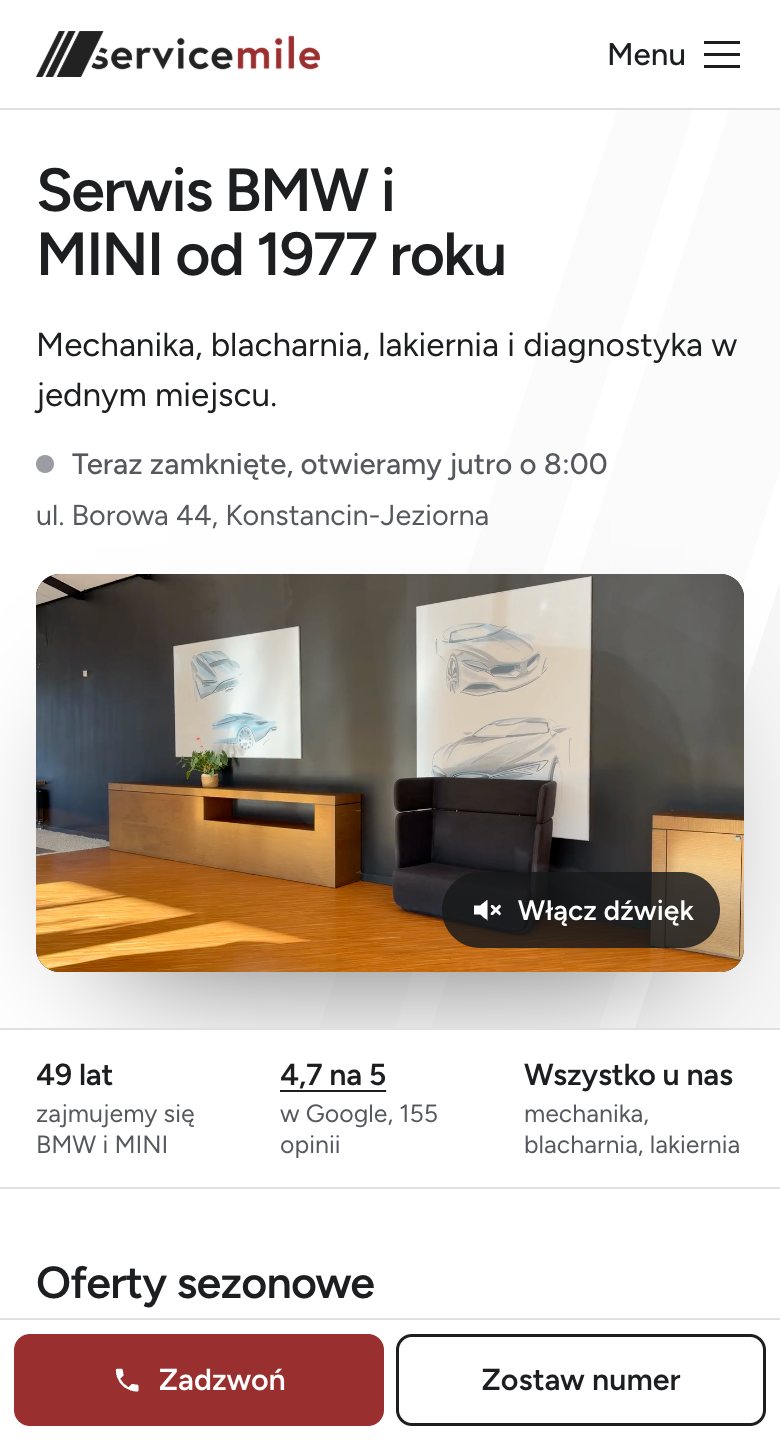 servicemile
Menu
Serwis BMW i
MINI od 1977 roku
Mechanika, blacharnia, lakiernia i diagnostyka w
jednym miejscu.
Teraz zamknięte, otwieramy jutro o 8:00
ul. Borowa 44, Konstancin-Jeziorna
Włącz dźwięk
49 lat
zajmujemy się
BMW i MINI
4,7 na 5
w Google, 155
opinii
Wszystko u nas
mechanika,
blacharnia, lakiernia
Oferty sezonowe
Zadzwoń
Zostaw numer